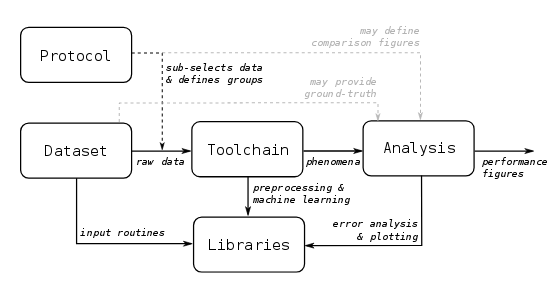 may define
comparison figures
Protocol
sub-selects data
& defines groups
may provide
ground-truth
Dataset
raw data
Toolchain
phenomena
Analysis
performance
figures
preprocessing &
machine learning
input routines
Libraries
error analysis
& plotting